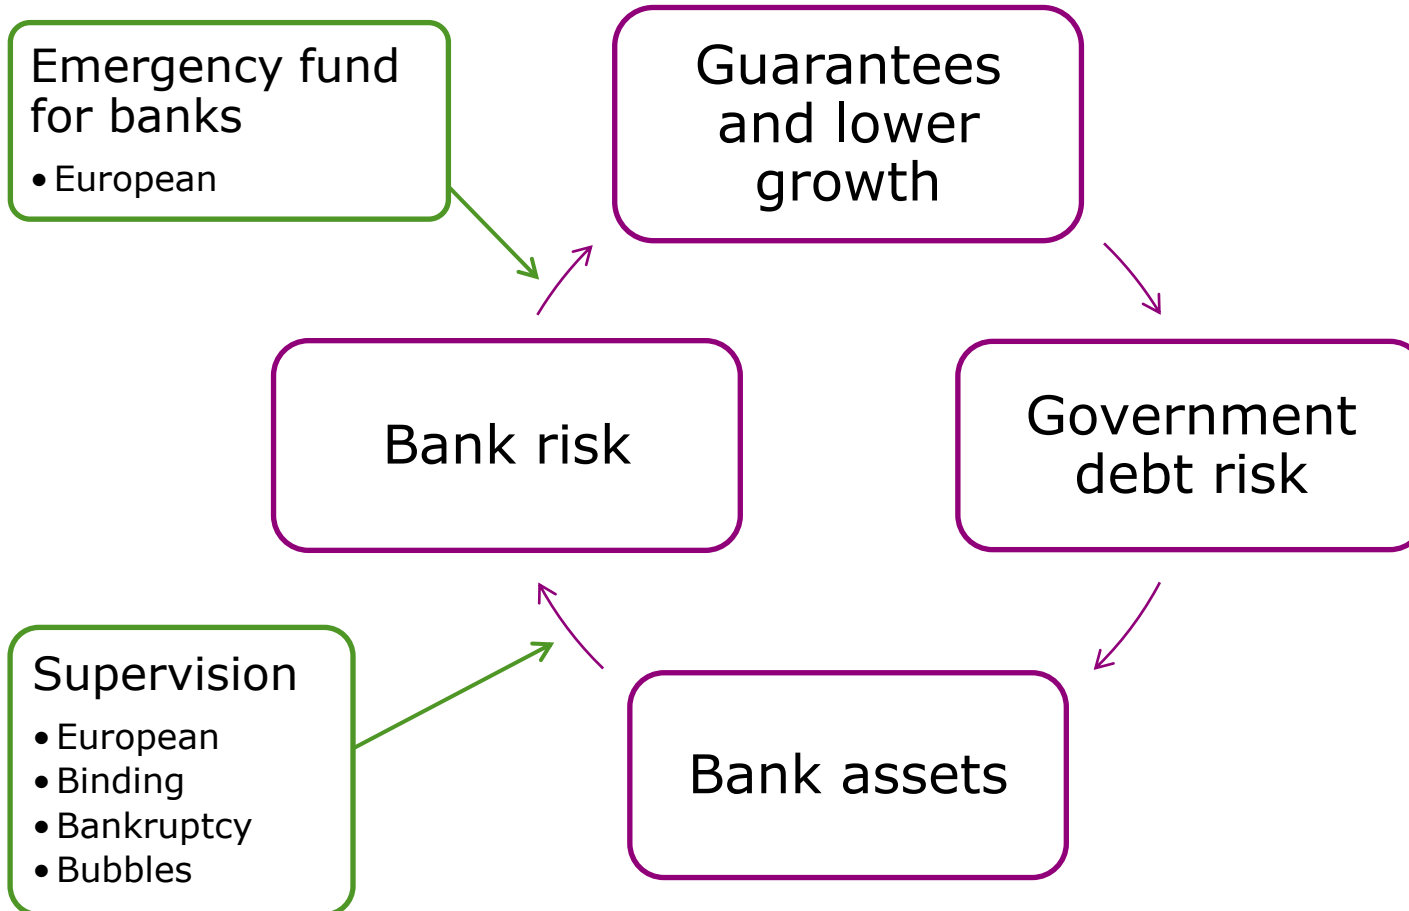 Emergency fund
for banks
• European
Guarantees
and lower
growth
Bank risk
Government
debt risk
Supervision
• European
• Binding
• Bankruptcy
• Bubbles
Bank assets